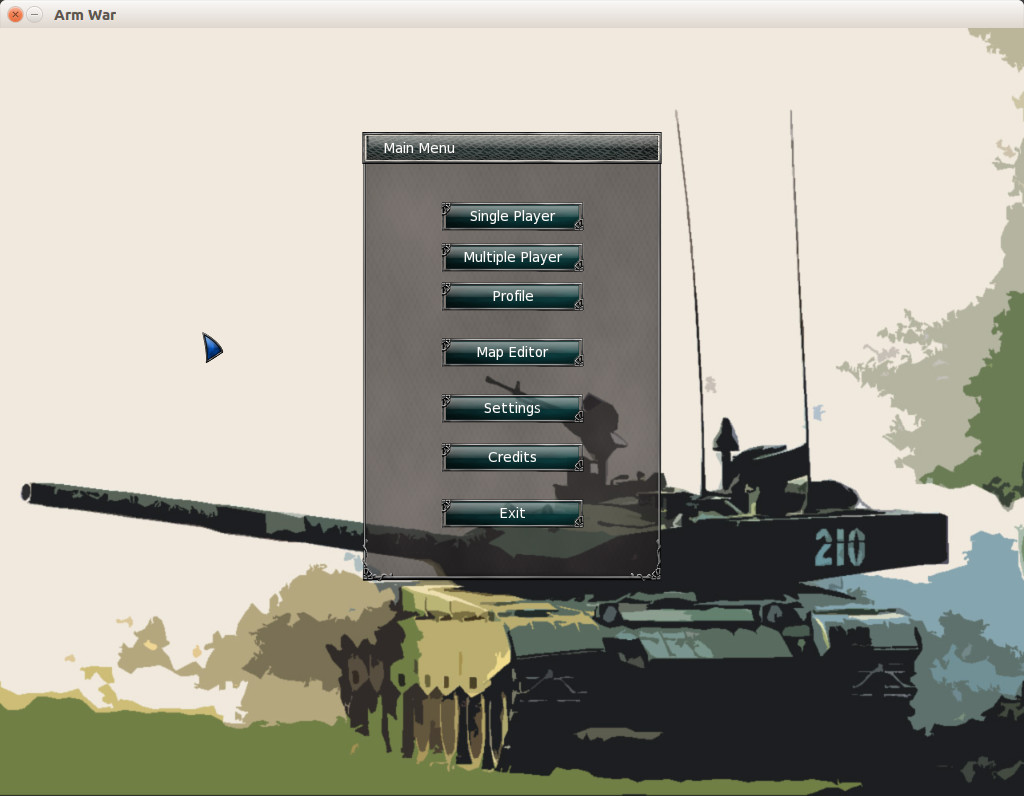 Arm War
Main Menu
Single Player
Multiple Player
Profile
Map Editor
Settings
Credits
Exit
210